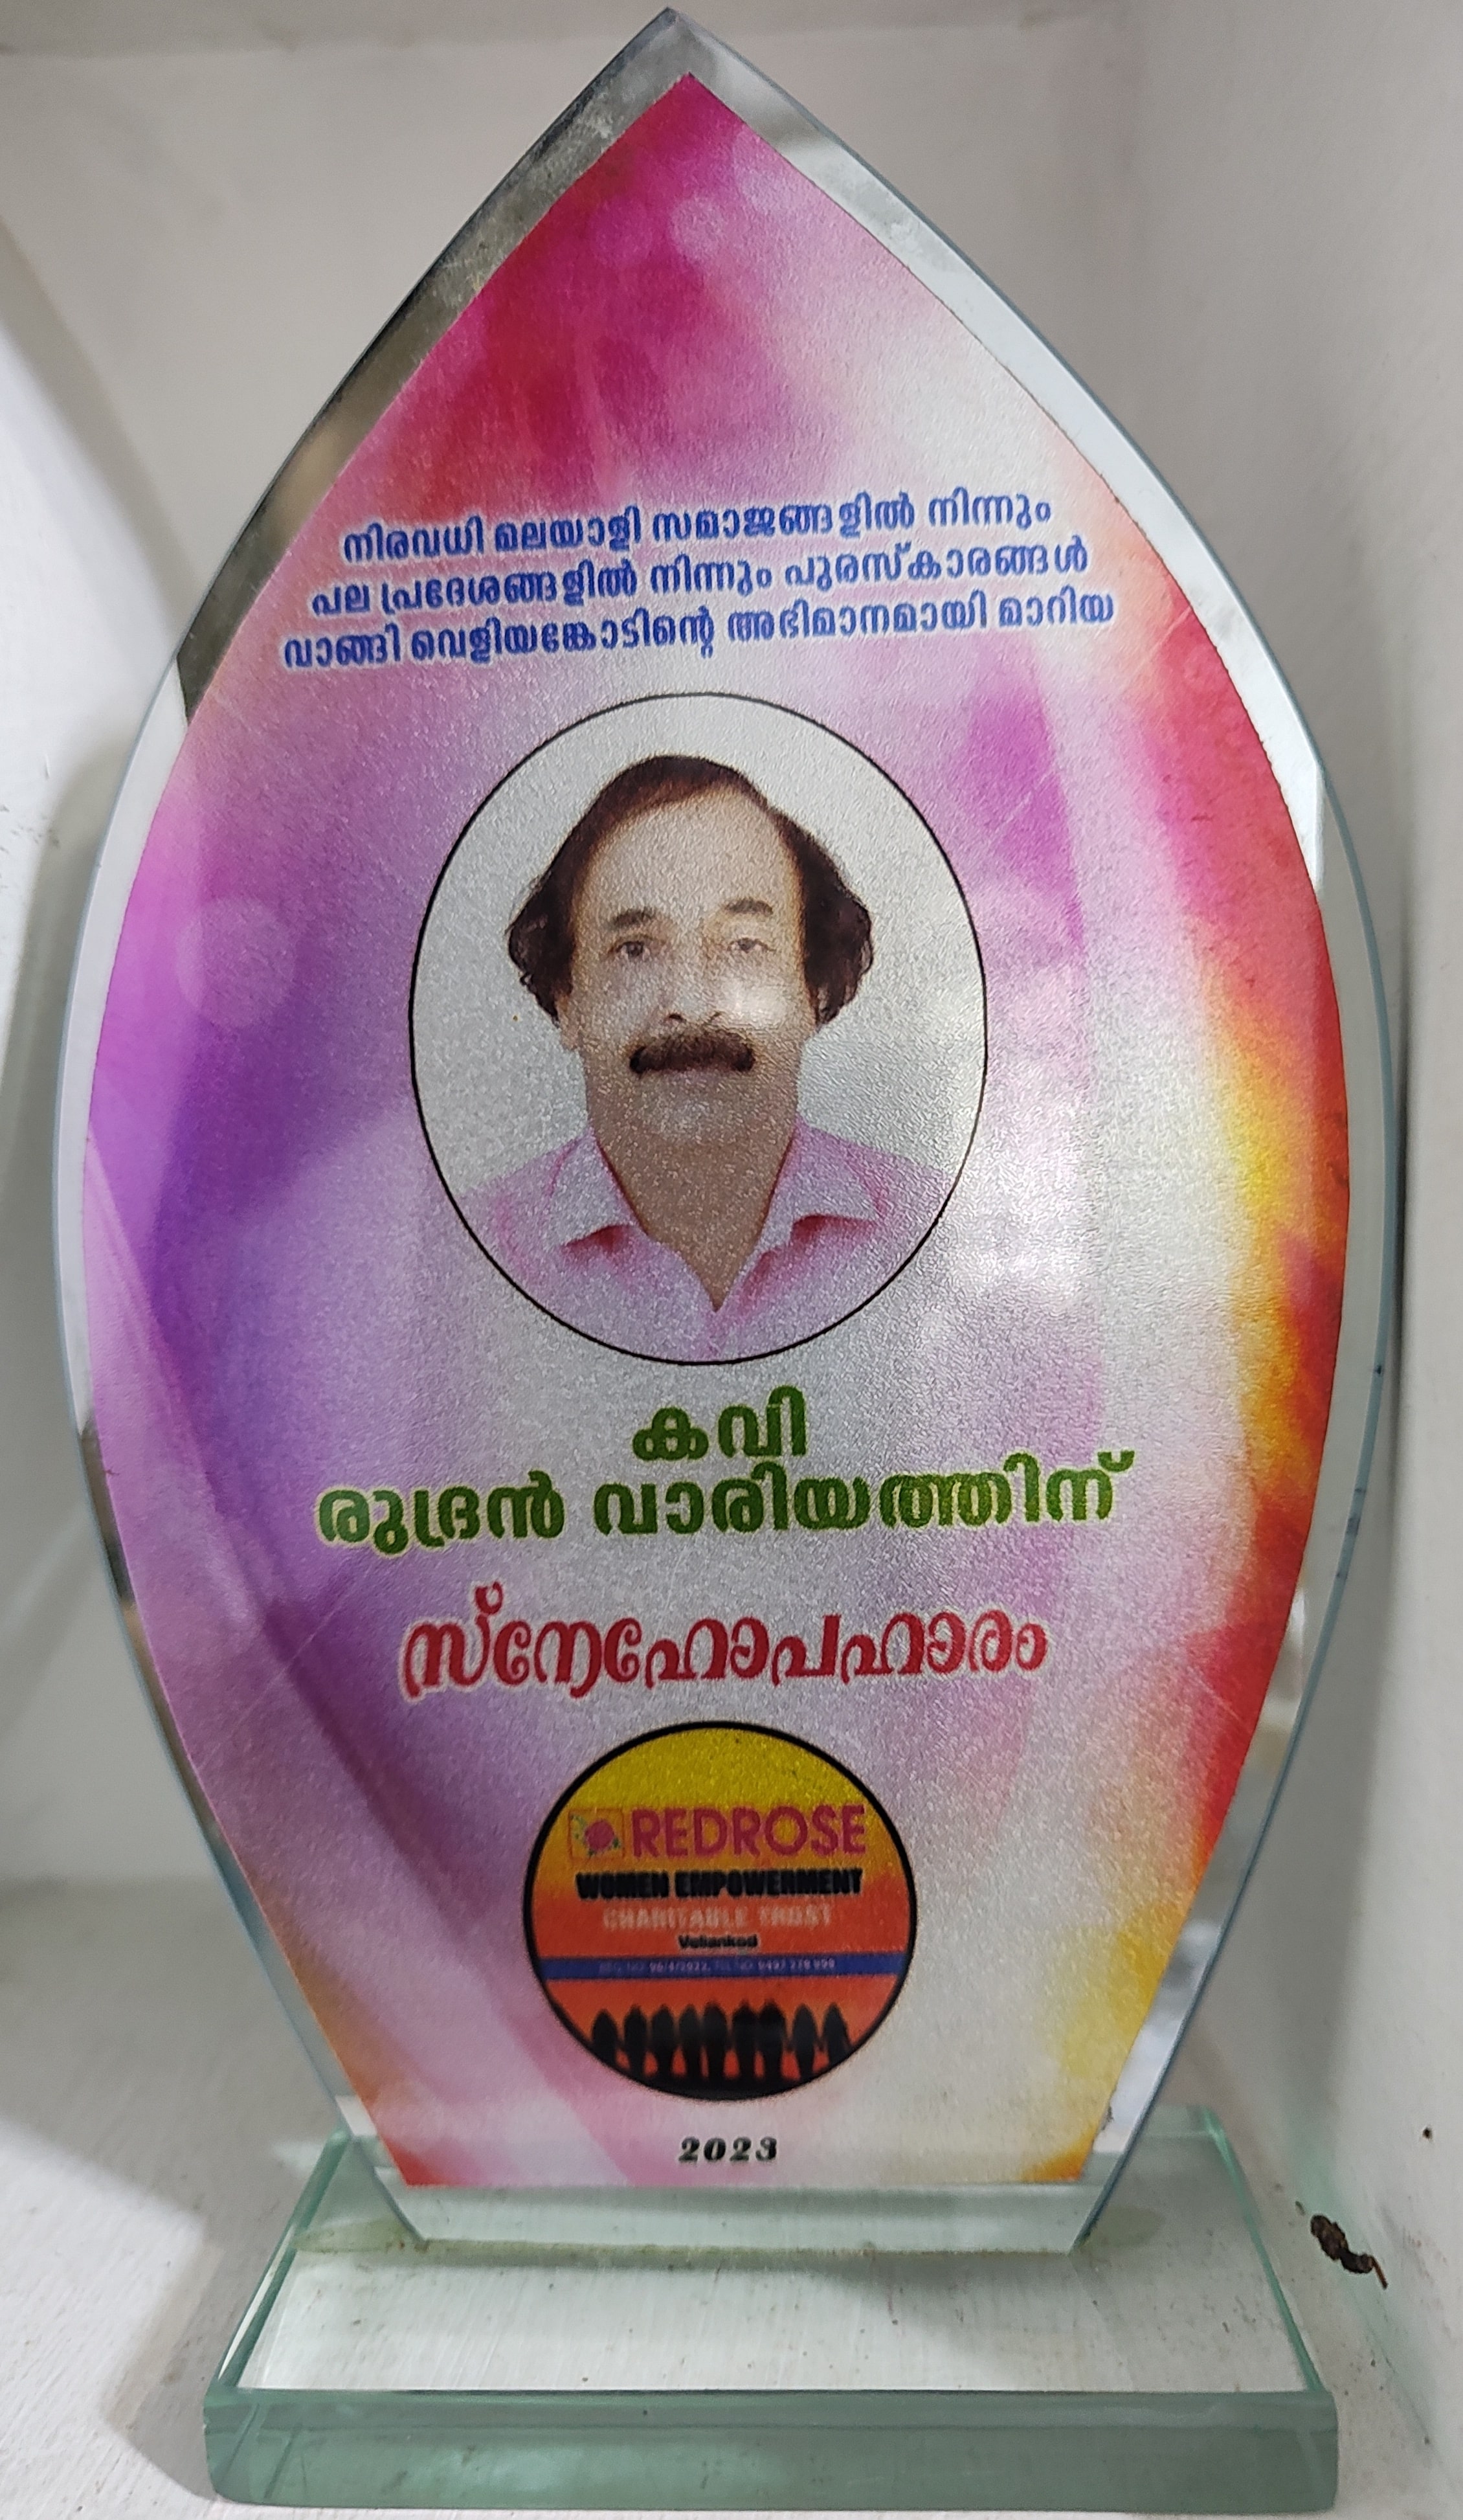 നിരവധി മലയാളി സമാജങ്ങളിൽ നിന്നും
പല പ്രദേശങ്ങളിൽ നിന്നും പുരസ്കാരങ്ങൾ
വാങ്ങി വെളിയങ്കോടിന്റെ അഭിമാനമായി മാറിയ
കവി
രുദ്രൻ വാരിയത്തിന്
സ്നേഹോപഹാരം
REDROSE
WOMEN EMPOWERMENT
CHARITABLE TRUST
Veliankod
2023